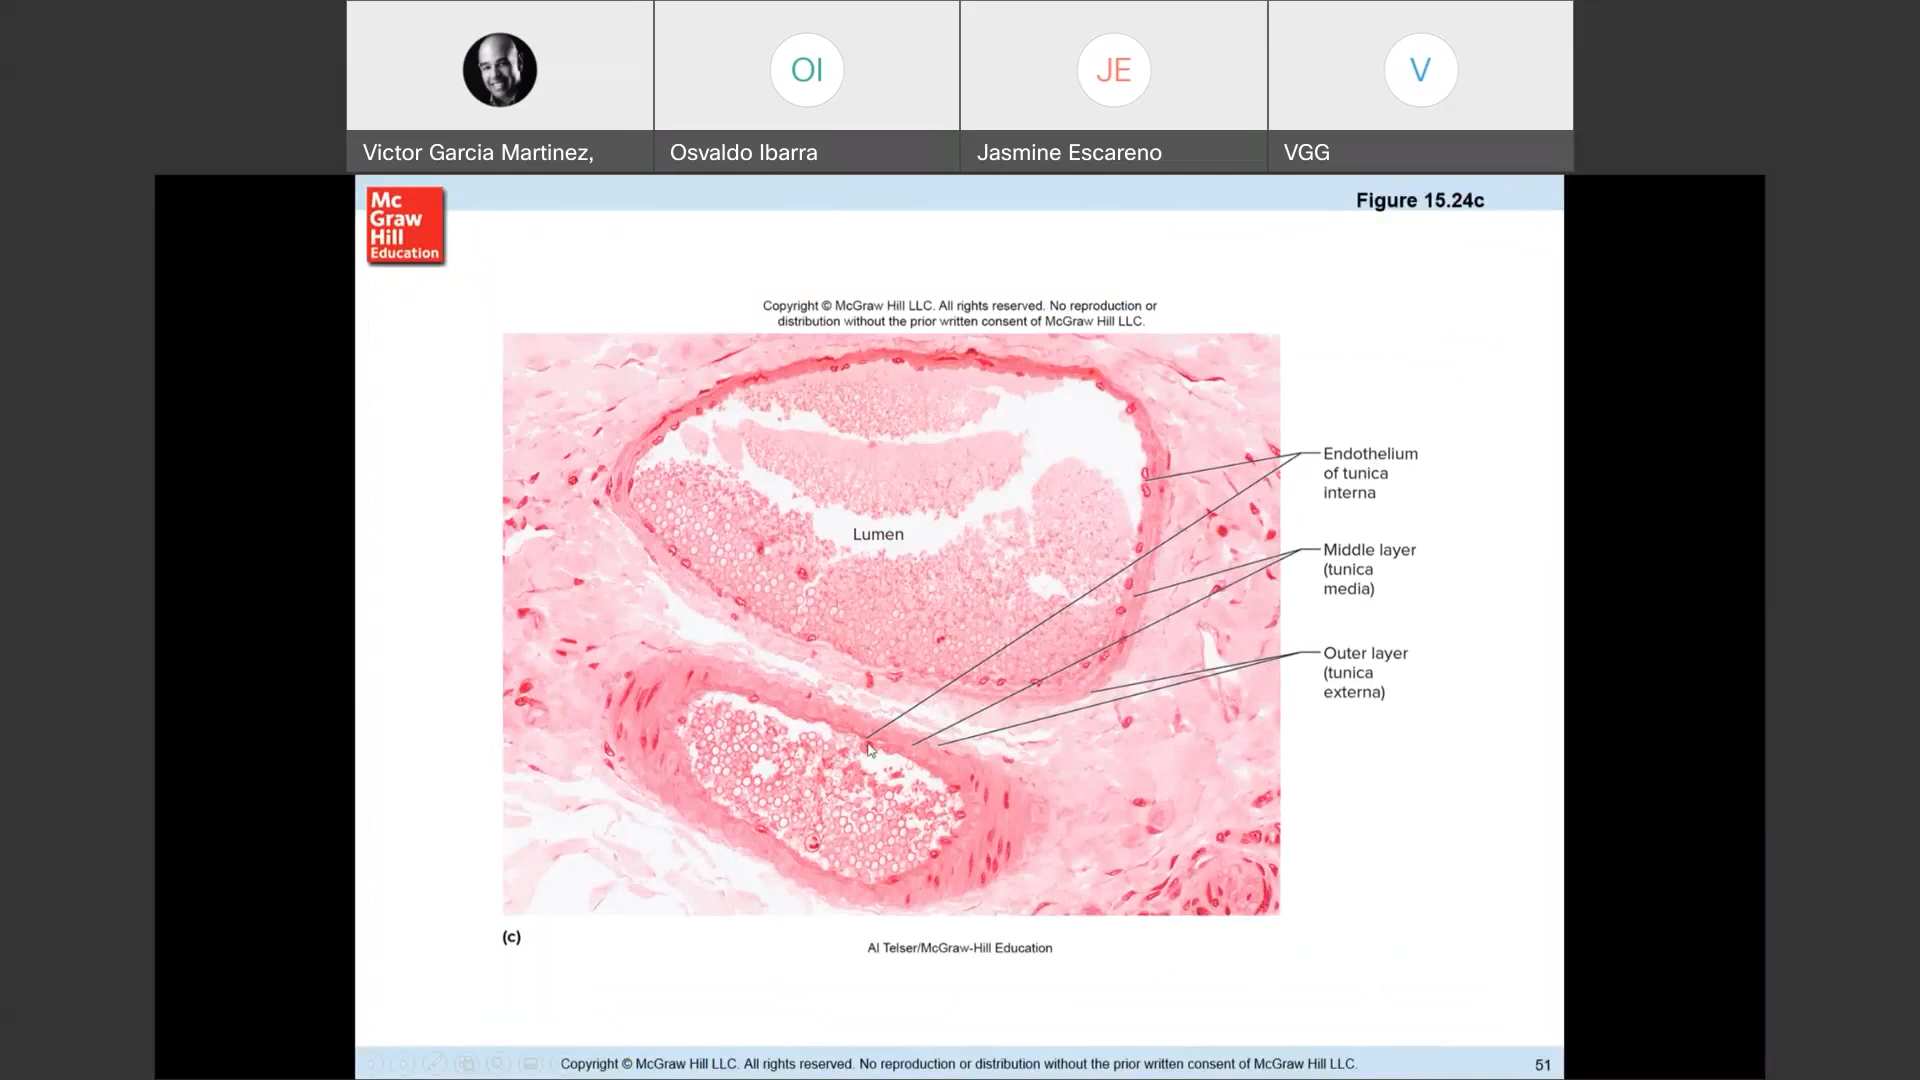 OI
JE
V
Victor Garcia Martinez,
Osvaldo Ibarra
Jasmine Escareno
VGG
Mc
Graw
Hill
Education
Figure 15.24c
Copyright © McGraw Hill LLC. All rights reserved. No reproduction or
distribution without the prior written consent of McGraw Hill LLC.
Endothelium
of tunica
interna
Lumen
Middle layer
(tunica
media)
Outer layer
(tunica
externa)
(c)
Al Telser/McGraw-Hill Education
Copyright © McGraw Hill LLC. All rights reserved. No reproduction or distribution without the prior written consent of McGraw Hill LLC.
51